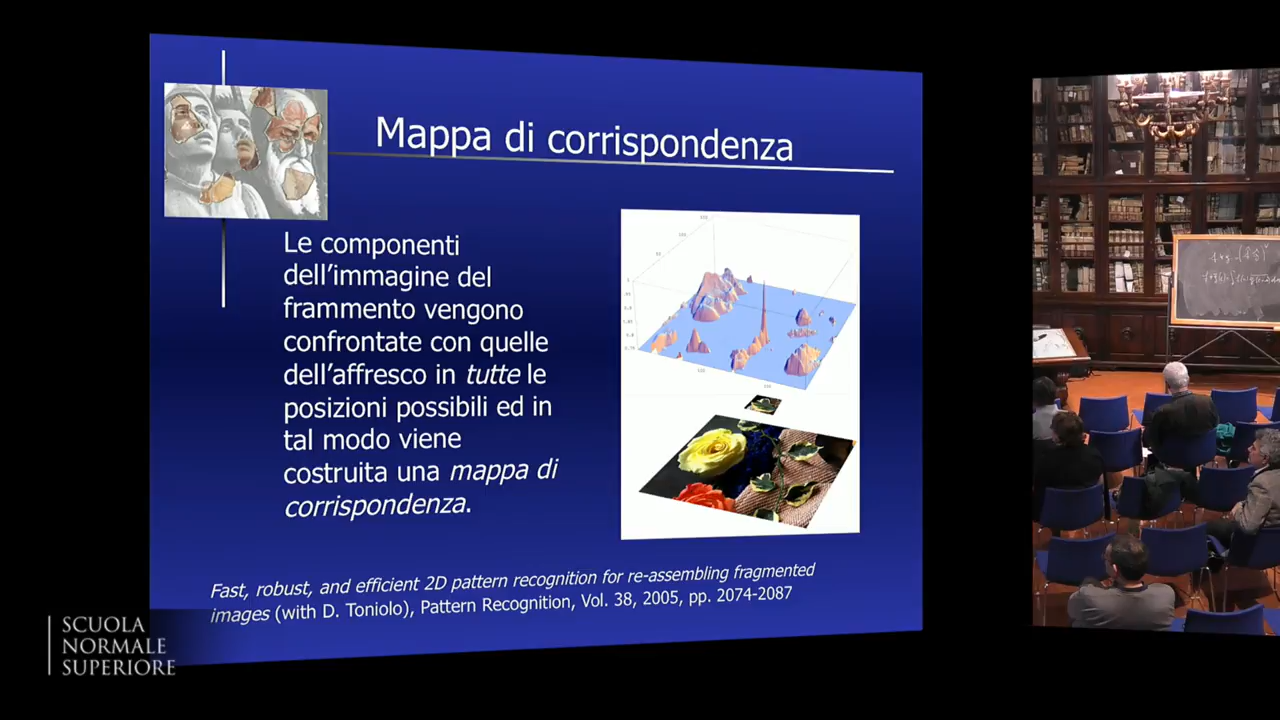 Mappa di corrispondenza
Le componenti
dell'immagine del
frammento vengono
confrontate con quelle
dell'affresco in tutte le
posizioni possibili ed in
tal modo viene
costruita una mappa di
corrispondenza.
Fast, robust, and efficient 2D pattern recognition for re-assembling fragmented
images (with D. Toniolo), Pattern Recognition, Vol. 38, 2005, pp. 2074-2087
SCUOLA
NORMALE
SUPERIORE